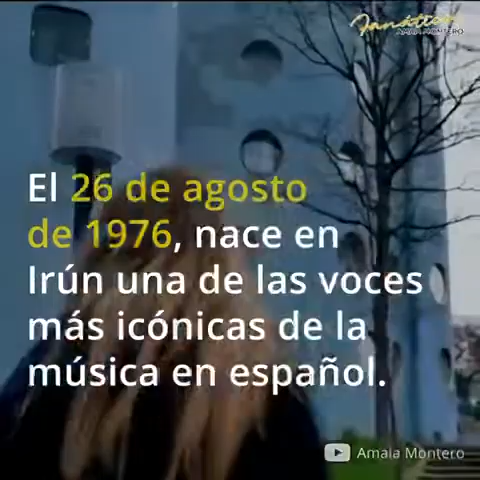 Fanáticos
AMAIA MONTERO
El 26 de agosto
de 1976, nace en
Irún una de las voces
más icónicas de la
música en español.
Amaia Montero